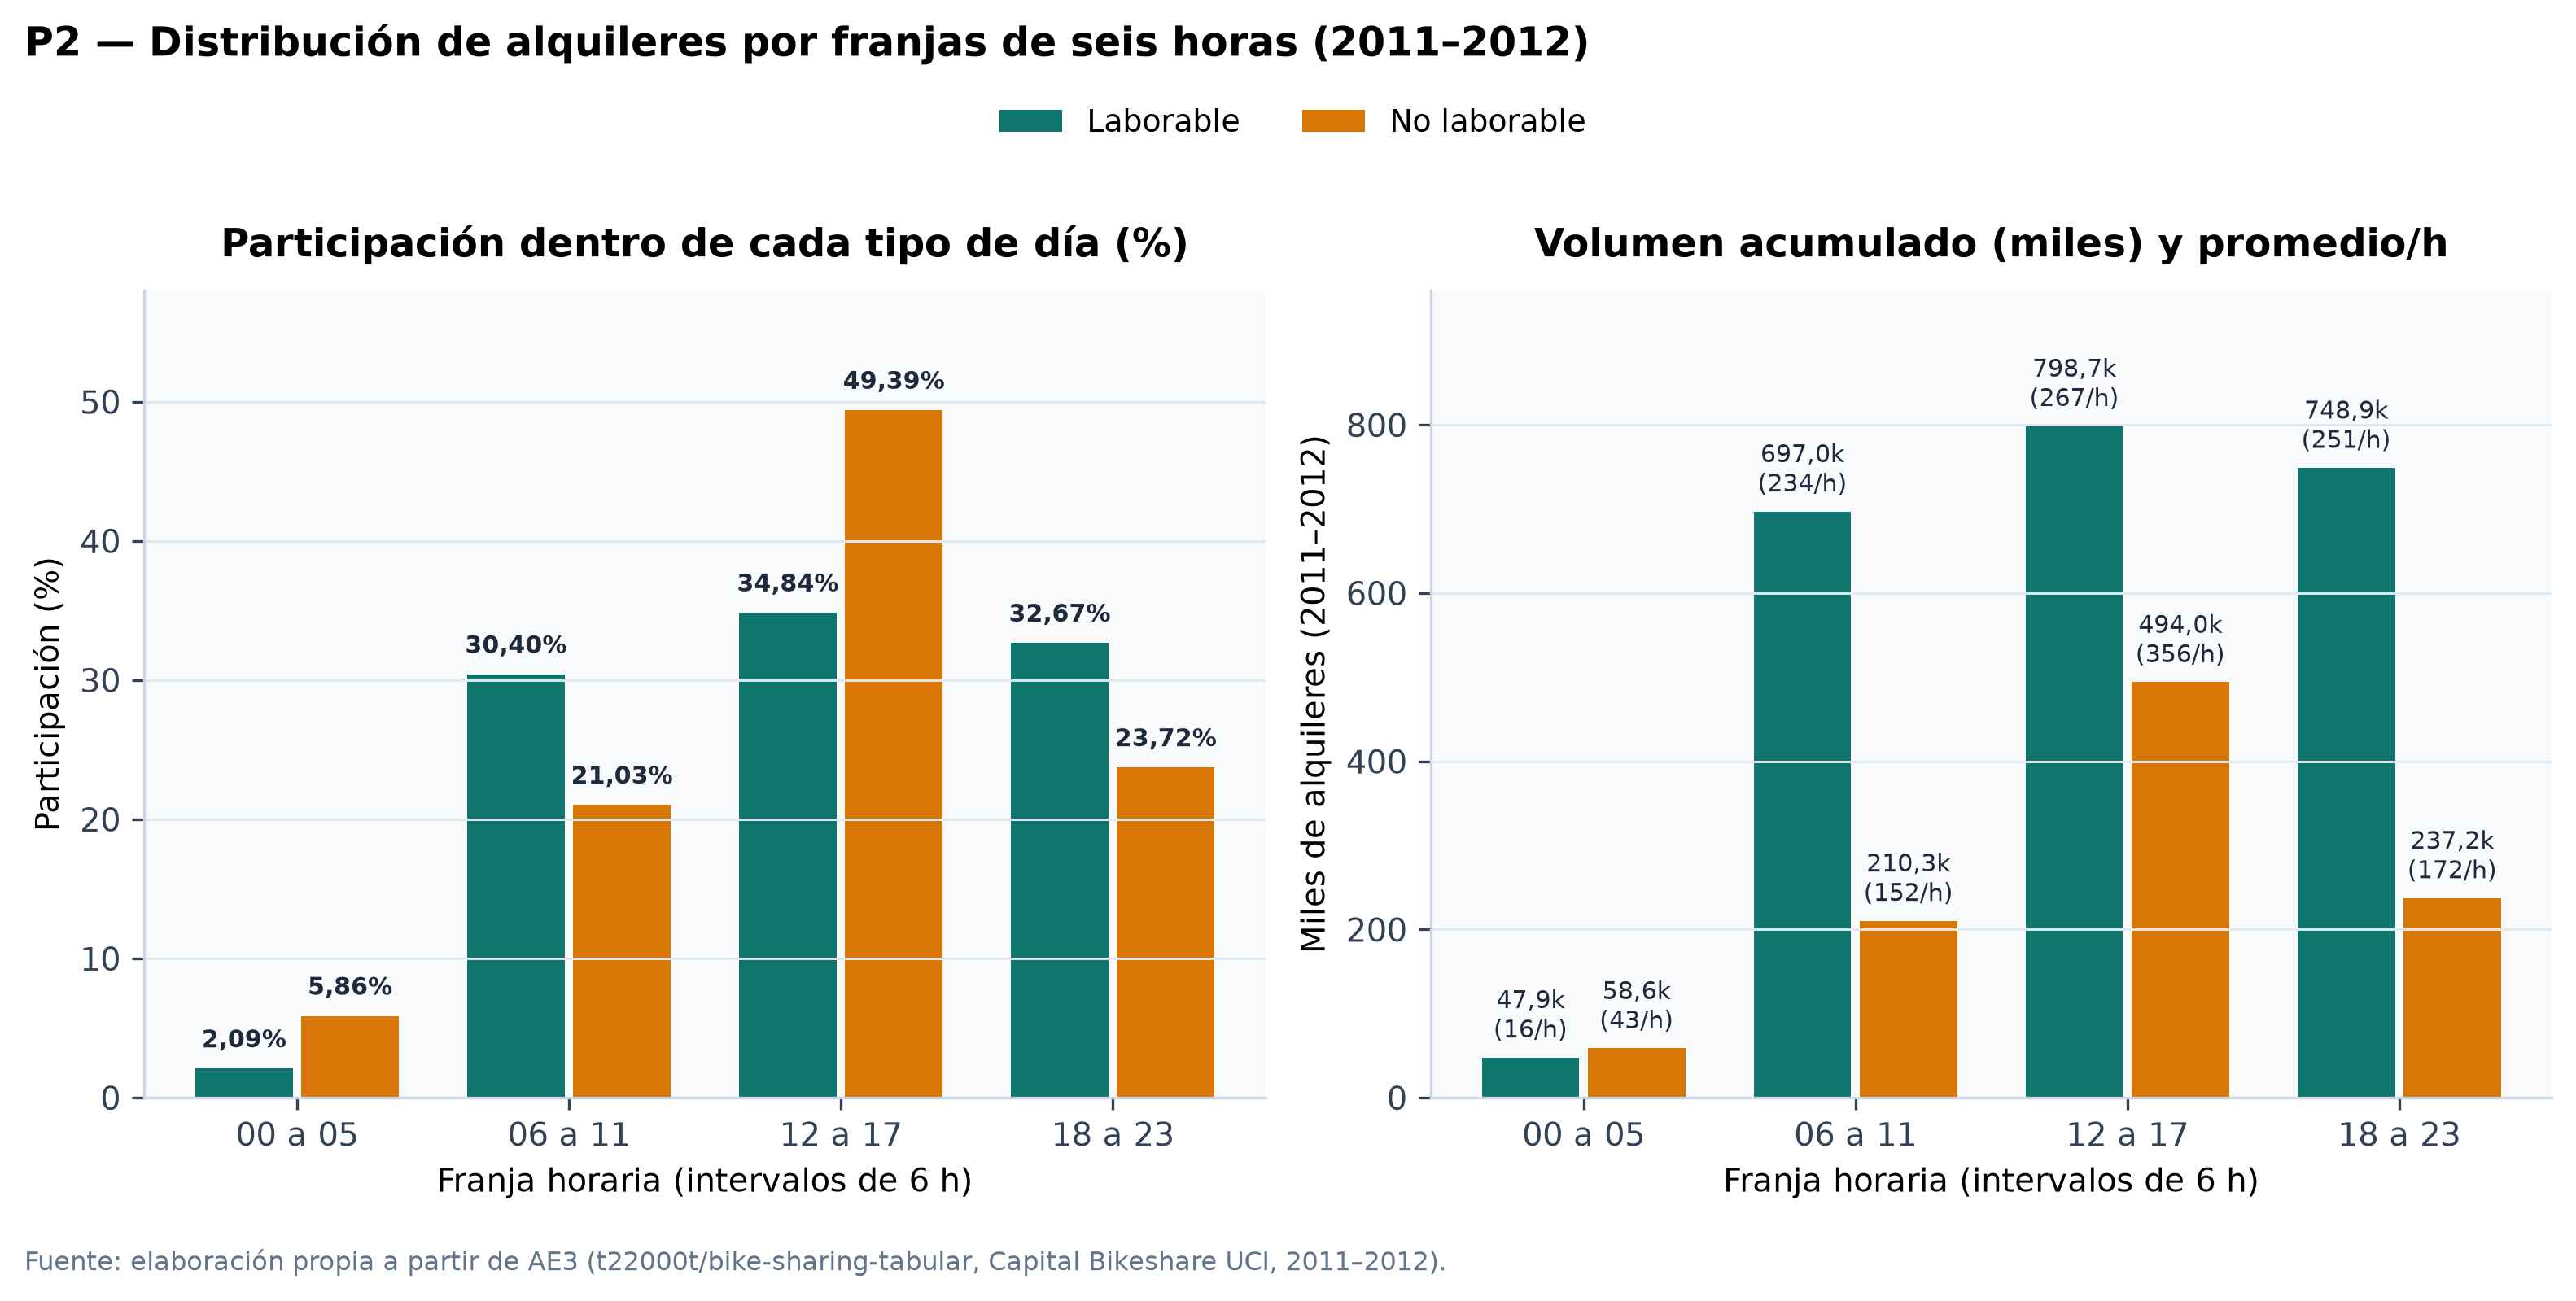 P2 — Distribución de alquileres por franjas de seis horas (2011–2012)
Laborable
No laborable
Participación dentro de cada tipo de día (%)
Participación (%)
50
40
30
20
10
0
2,09%
5,86%
30,40%
21,03%
34,84%
49,39%
32,67%
23,72%
00 a 05
06 a 11
12 a 17
18 a 23
Franja horaria (intervalos de 6 h)
Volumen acumulado (miles) y promedio/h
Miles de alquileres (2011–2012)
800
600
400
200
0
47,9k
(16/h)
58,6k
(43/h)
697,0k
(234/h)
210,3k
(152/h)
798,7k
(267/h)
494,0k
(356/h)
748,9k
(251/h)
237,2k
(172/h)
00 a 05
06 a 11
12 a 17
18 a 23
Franja horaria (intervalos de 6 h)
Fuente: elaboración propia a partir de AE3 (t22000t/bike-sharing-tabular, Capital Bikeshare UCI, 2011–2012).